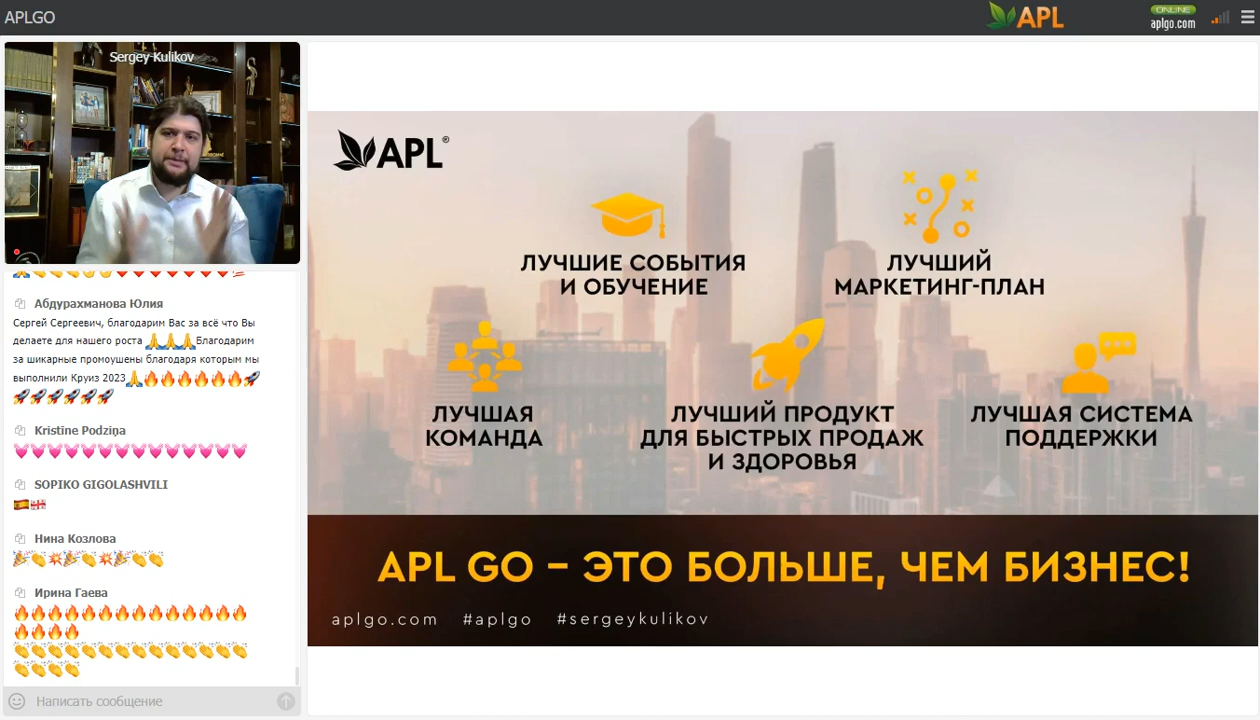 APLGO
APL
ONLINE
aplgo.com
Sergey Kulikov
Абдурахманова Юлия
Сергей Сергеевич, благодарим Вас за всё что Вы
делаете для нашего роста 🙏🙏🙏Благодарим
за шикарные промоушены благодаря которым мы
выполнили Круиз 2023🙏🔥🔥🔥🔥🔥🔥🚀
🚀🚀🚀🚀🚀🚀
Kristine Podziņa
💓💓💓💓💓💓💓💓💓💓💓💓💓💓
SOPIKO GIGOLASHVILI
🇪🇸🇬🇪
Нина Козлова
🎉👏💥🎉👏💥🎉👏👏
Ирина Гаева
🔥🔥🔥🔥🔥🔥🔥🔥🔥🔥🔥🔥🔥🔥
🔥🔥🔥🔥
👏👏👏👏👏👏👏👏👏👏👏👏👏👏
👏👏👏👏
Написать сообщение
APL®
ЛУЧШИЕ СОБЫТИЯ
И ОБУЧЕНИЕ
ЛУЧШИЙ
МАРКЕТИНГ-ПЛАН
ЛУЧШАЯ
КОМАНДА
ЛУЧШИЙ ПРОДУКТ
ДЛЯ БЫСТРЫХ ПРОДАЖ
И ЗДОРОВЬЯ
ЛУЧШАЯ СИСТЕМА
ПОДДЕРЖКИ
APL GO – ЭТО БОЛЬШЕ, ЧЕМ БИЗНЕС!
aplgo.com #aplgo #sergeykulikov